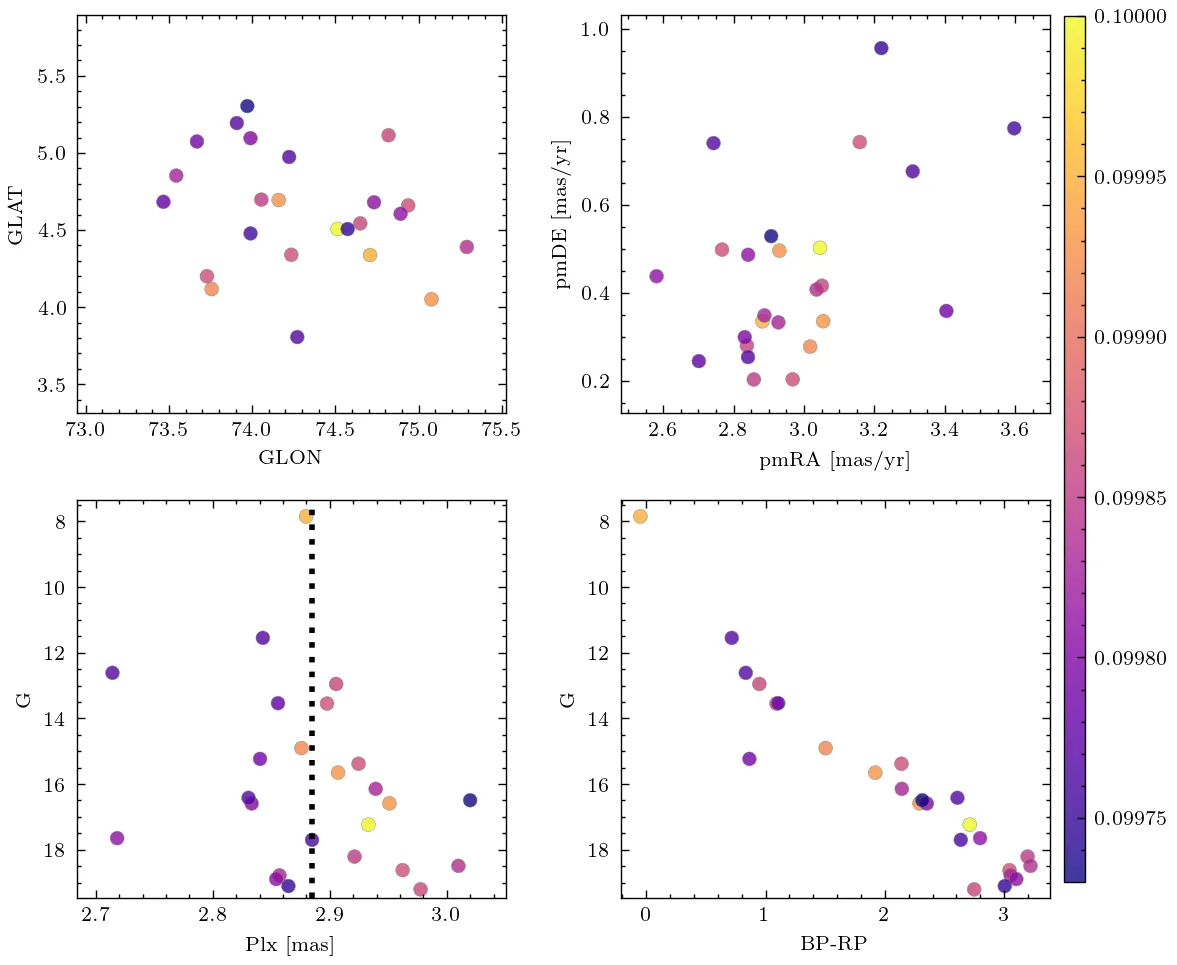 5.5
5.0
4.5
4.0
3.5
GLAT
73.0 73.5 74.0 74.5 75.0 75.5
GLON
1.0
0.8
0.6
0.4
0.2
pmDE [mas/yr]
2.6 2.8 3.0 3.2 3.4 3.6
pmRA [mas/yr]
8
10
12
14
16
18
G
2.7 2.8 2.9 3.0
Plx [mas]
8
10
12
14
16
18
G
0 1 2 3
BP-RP
0.10000
0.09995
0.09990
0.09985
0.09980
0.09975